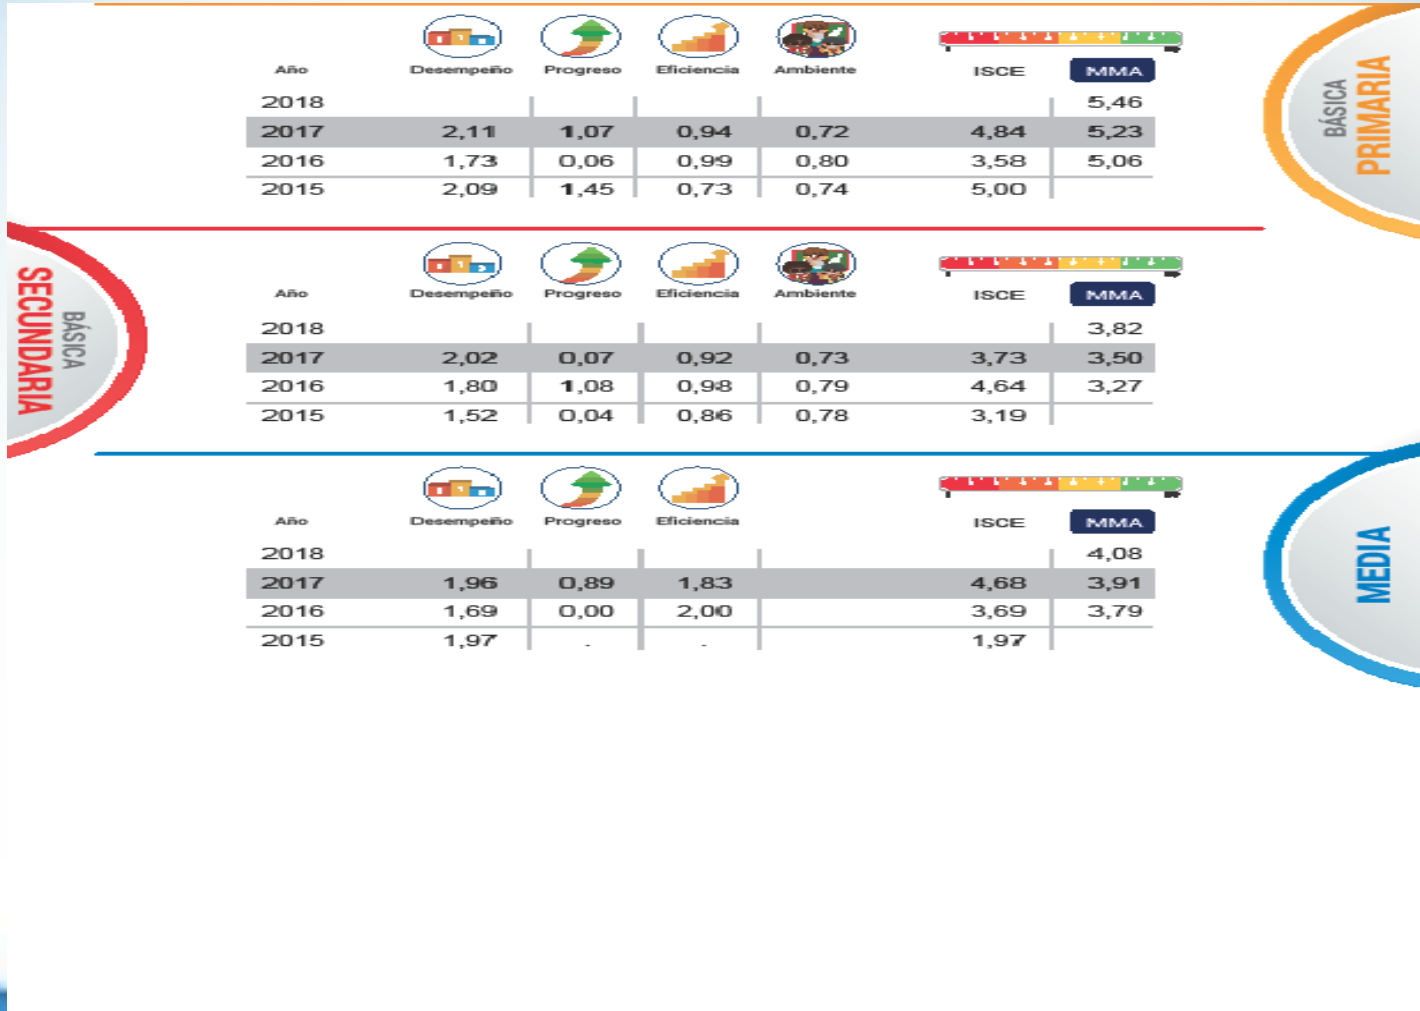 Año Desempeño Progreso Eficiencia Ambiente ISCE MMA
2018 5,46
2017 2,11 1,07 0,94 0,72 4,84 5,23
2016 1,73 0,06 0,99 0,80 3,58 5,06
2015 2,09 1,45 0,73 0,74 5,00
BÁSICA
PRIMARIA
Año Desempeño Progreso Eficiencia Ambiente ISCE MMA
2018 3,82
2017 2,02 0,07 0,92 0,73 3,73 3,50
2016 1,80 1,08 0,98 0,79 4,64 3,27
2015 1,52 0,04 0,86 0,78 3,19
BÁSICA
SECUNDARIA
Año Desempeño Progreso Eficiencia ISCE MMA
2018 4,08
2017 1,96 0,89 1,83 4,68 3,91
2016 1,69 0,00 2,00 3,69 3,79
2015 1,97 . . 1,97
MEDIA